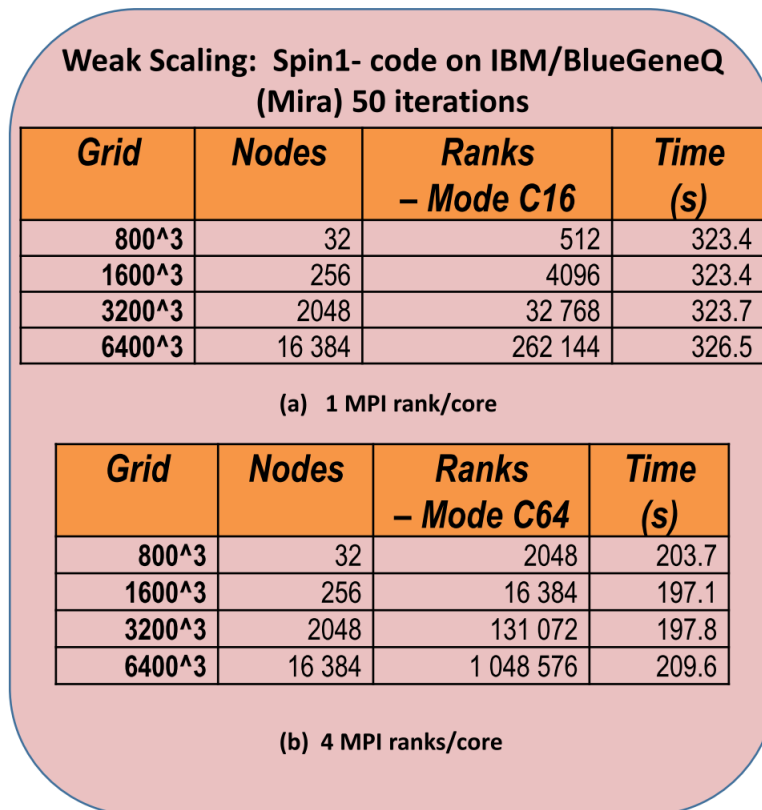 Weak Scaling: Spin1- code on IBM/BlueGeneQ
(Mira) 50 iterations
Grid Nodes Ranks Time
– Mode C16 (s)
800^3 32 512 323.4
1600^3 256 4096 323.4
3200^3 2048 32 768 323.7
6400^3 16 384 262 144 326.5
(a) 1 MPI rank/core
Grid Nodes Ranks Time
– Mode C64 (s)
800^3 32 2048 203.7
1600^3 256 16 384 197.1
3200^3 2048 131 072 197.8
6400^3 16 384 1 048 576 209.6
(b) 4 MPI ranks/core